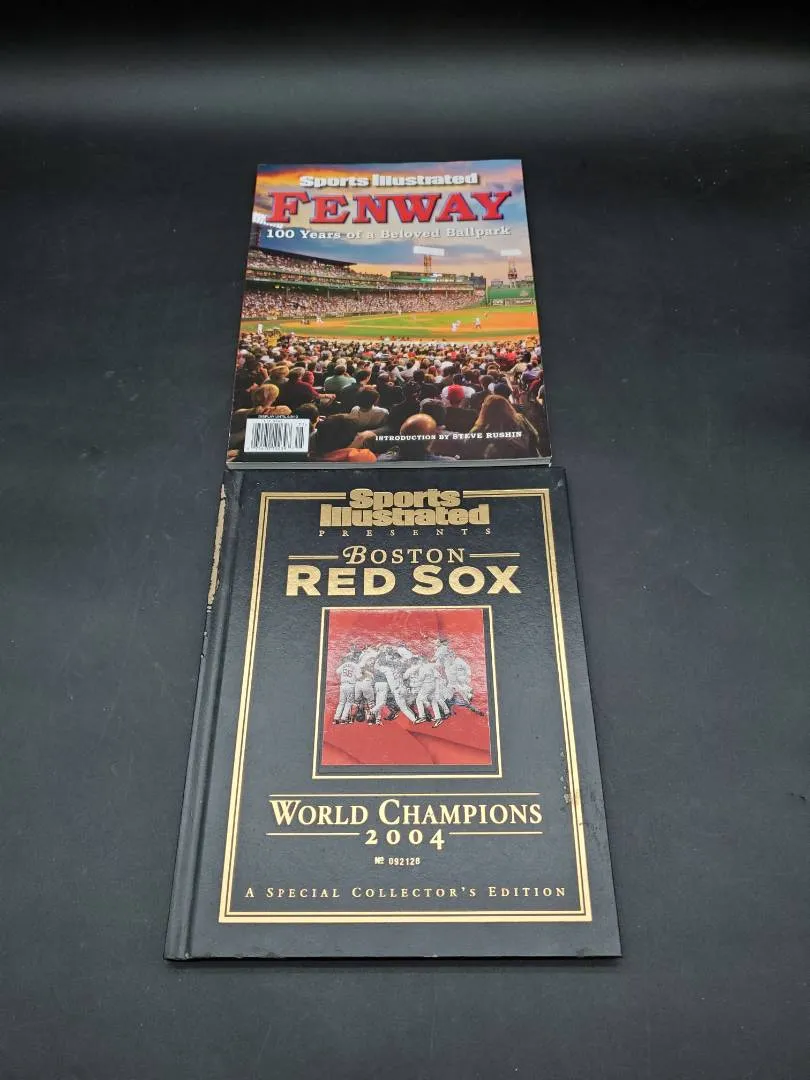 Sports Illustrated
FENWAY
100 Years of a Beloved Ballpark
INTRODUCTION BY STEVE RUSHIN
Sports
Illustrated
PRESENTS
BOSTON
RED SOX
WORLD CHAMPIONS
2004
№ 092128
A SPECIAL COLLECTOR'S EDITION